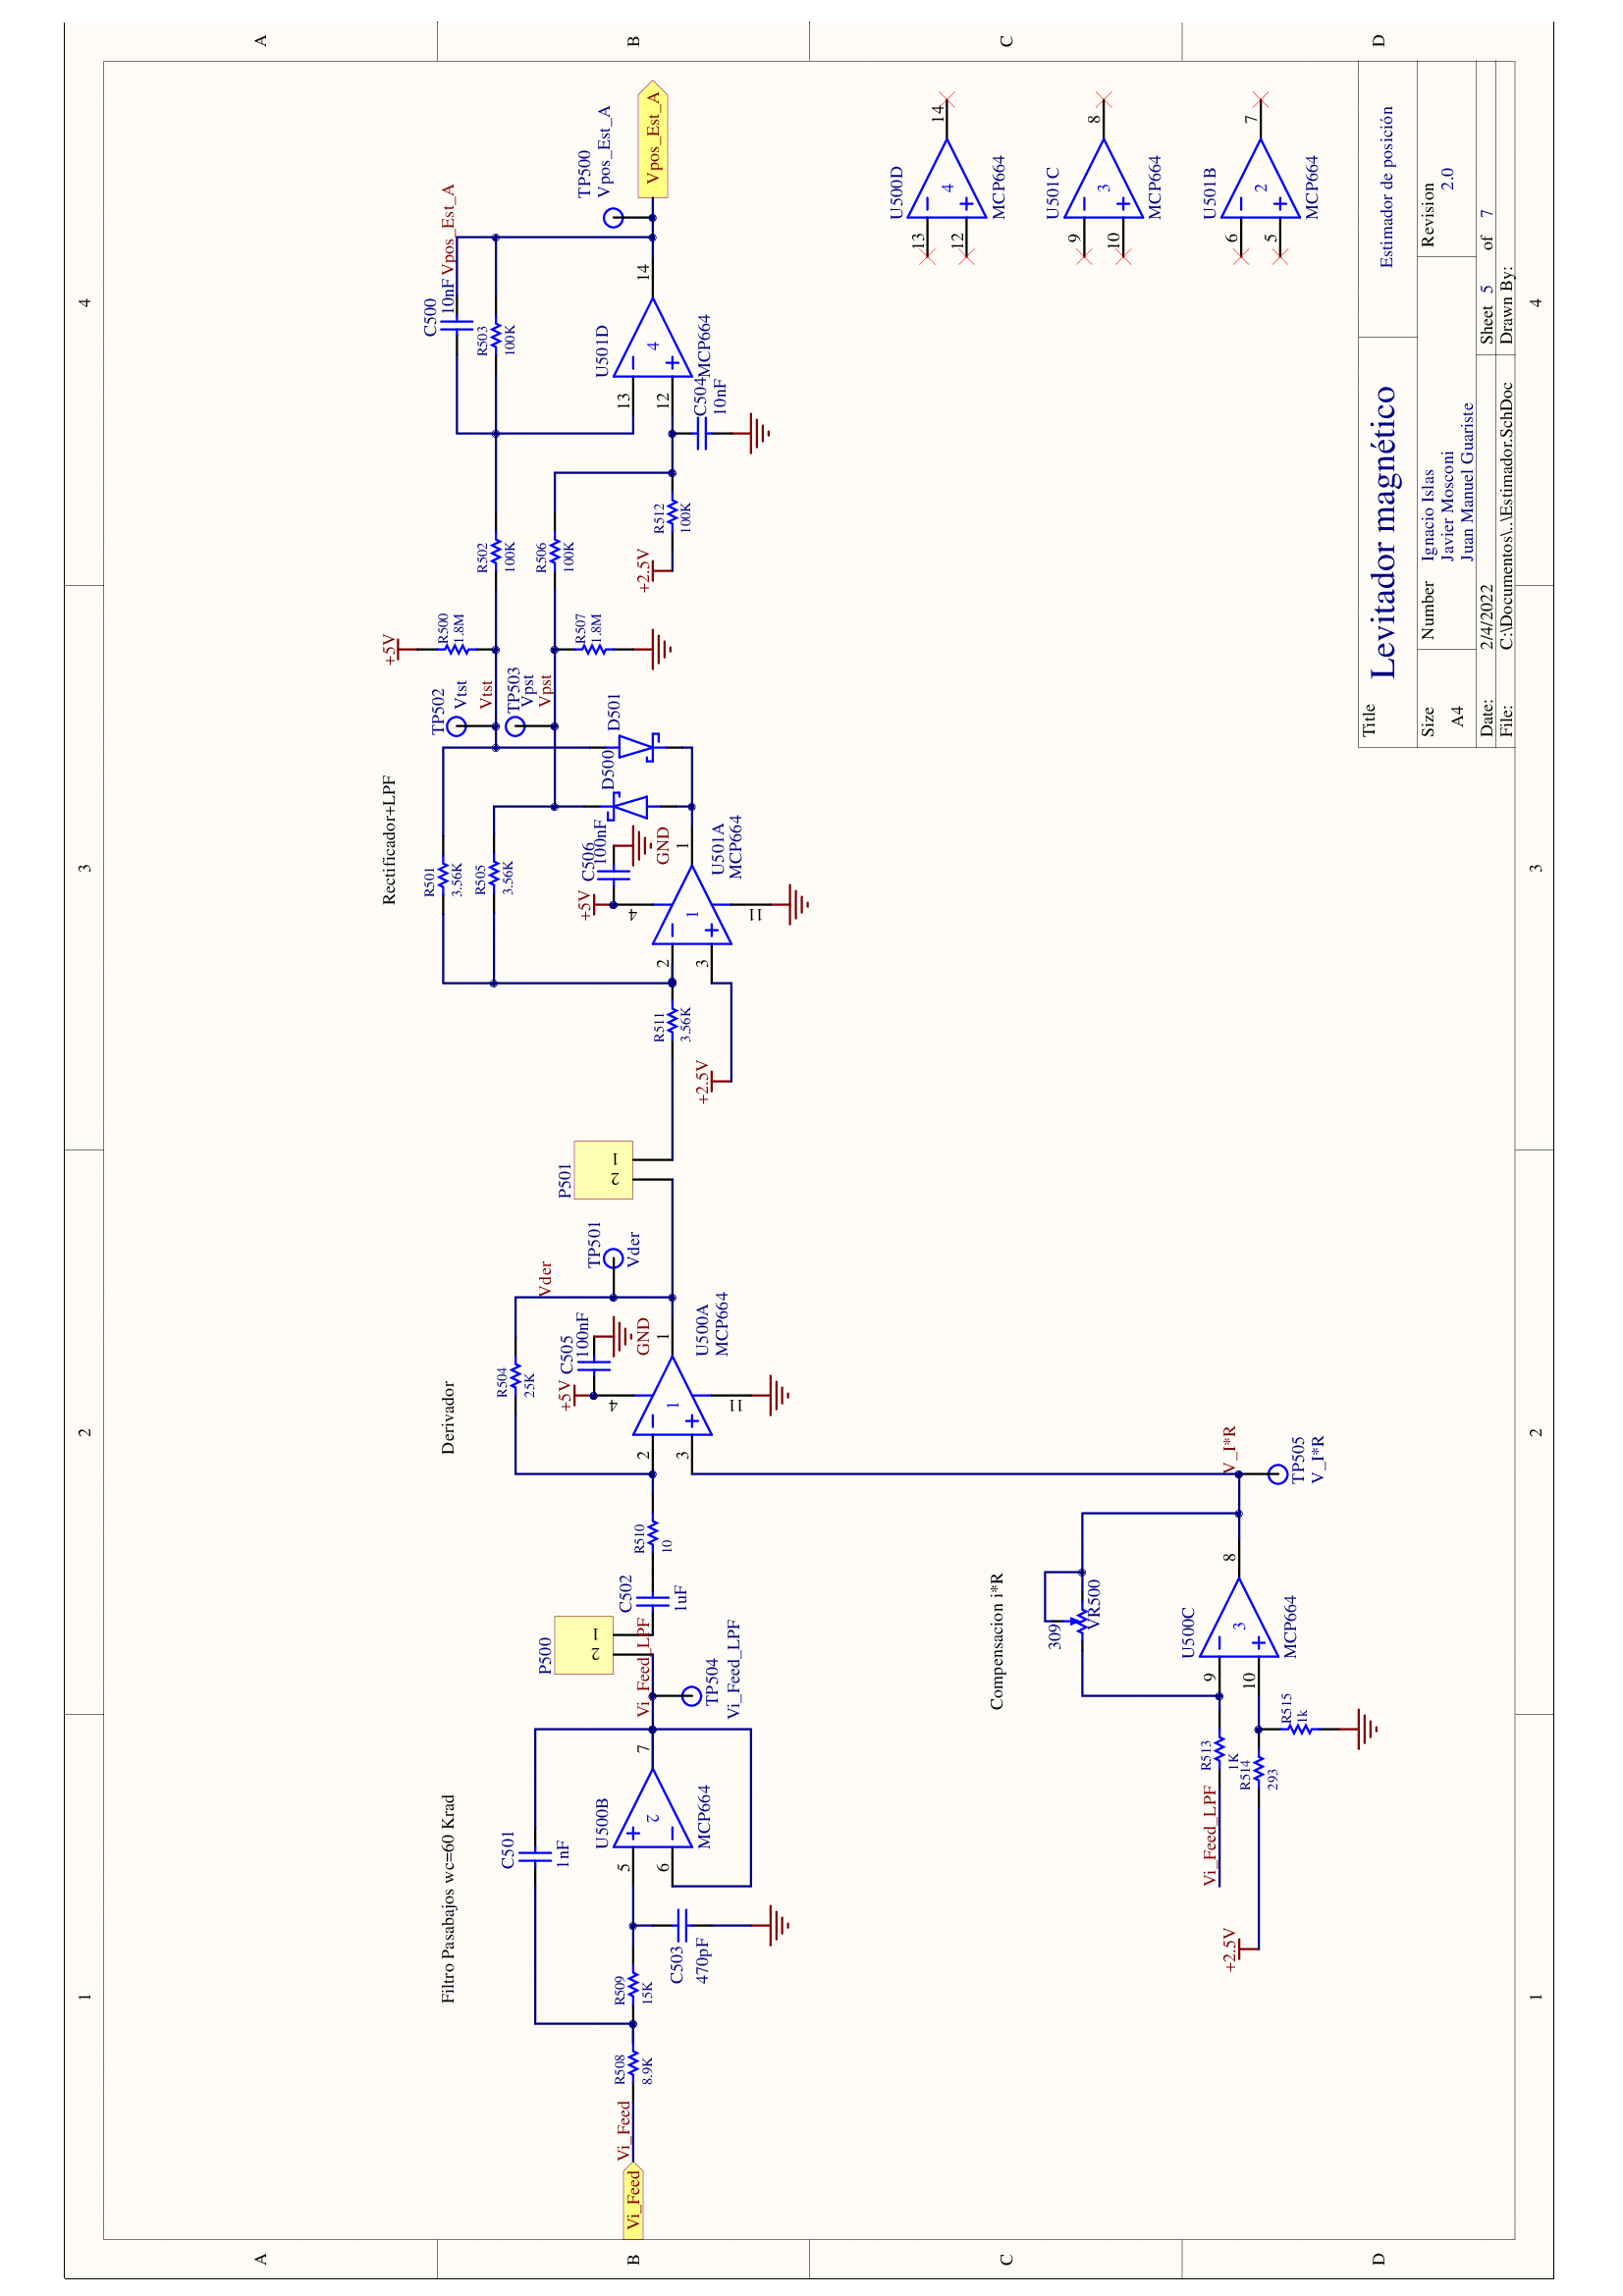 1
2
3
4
A
B
C
D
Filtro Pasabajos wc=60 Krad
Vi_Feed
Vi_Feed
R508
8.9K
R509
15K
C501
1nF
C503
470pF
U500B
MCP664
2
5
6
7
Vi_Feed_LPF
TP504
Vi_Feed_LPF
P500
2
1
C502
1uF
R510
10
Derivador
R504
25K
+5V
C505
100nF
GND
U500A
MCP664
1
2
3
4
11
1
Vder
TP501
Vder
P501
2
1
Compensacion i*R
Vi_Feed_LPF
R513
1K
R514
293
R515
1k
+2.5V
309
VR500
U500C
MCP664
3
9
10
8
V_I*R
TP505
V_I*R
Rectificador+LPF
R501
3.56K
R505
3.56K
R511
3.56K
+2.5V
+5V
C506
100nF
GND
U501A
MCP664
1
2
3
4
11
1
D500
D501
TP502
Vtst
Vtst
TP503
Vpst
Vpst
+5V
R500
1.8M
R507
1.8M
R502
100K
R506
100K
R512
100K
+2.5V
C500
10nF
Vpos_Est_A
R503
100K
U501D
MCP664
4
13
12
14
C504
10nF
TP500
Vpos_Est_A
Vpos_Est_A
U500D
MCP664
4
13
12
14
U501C
MCP664
3
9
10
8
U501B
MCP664
2
6
5
7
Title
Levitador magnético
Estimador de posición
Size
A4
Number
Ignacio Islas
Javier Mosconi
Juan Manuel Guariste
Revision
2.0
Date: 2/4/2022 Sheet 5 of 7
File: C:\Documentos\..\Estimador.SchDoc Drawn By:
A
B
C
D
1
2
3
4